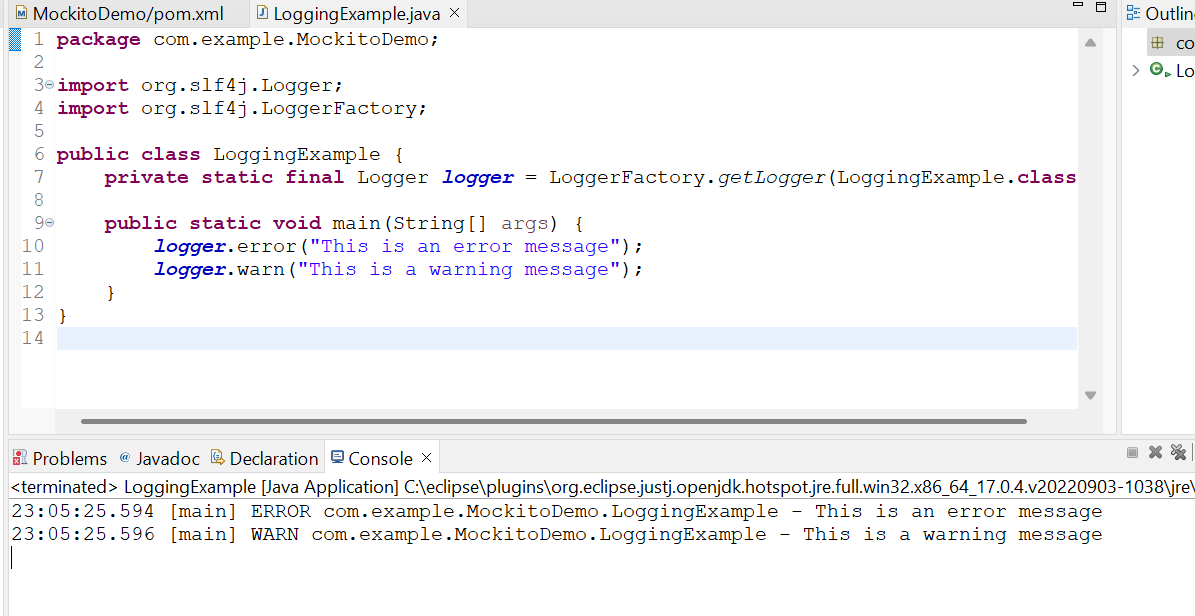 MockitoDemo/pom.xml
LoggingExample.java
Outlin
1 package com.example.MockitoDemo;
2
3 import org.slf4j.Logger;
4 import org.slf4j.LoggerFactory;
5
6 public class LoggingExample {
7 private static final Logger logger = LoggerFactory.getLogger(LoggingExample.class
8
9 public static void main(String[] args) {
10 logger.error("This is an error message");
11 logger.warn("This is a warning message");
12 }
13 }
14
co
Lo
Problems
@ Javadoc
Declaration
Console
<terminated> LoggingExample [Java Application] C:\eclipse\plugins\org.eclipse.justj.openjdk.hotspot.jre.full.win32.x86_64_17.0.4.v20220903-1038\jre\
23:05:25.594 [main] ERROR com.example.MockitoDemo.LoggingExample - This is an error message
23:05:25.596 [main] WARN com.example.MockitoDemo.LoggingExample - This is a warning message